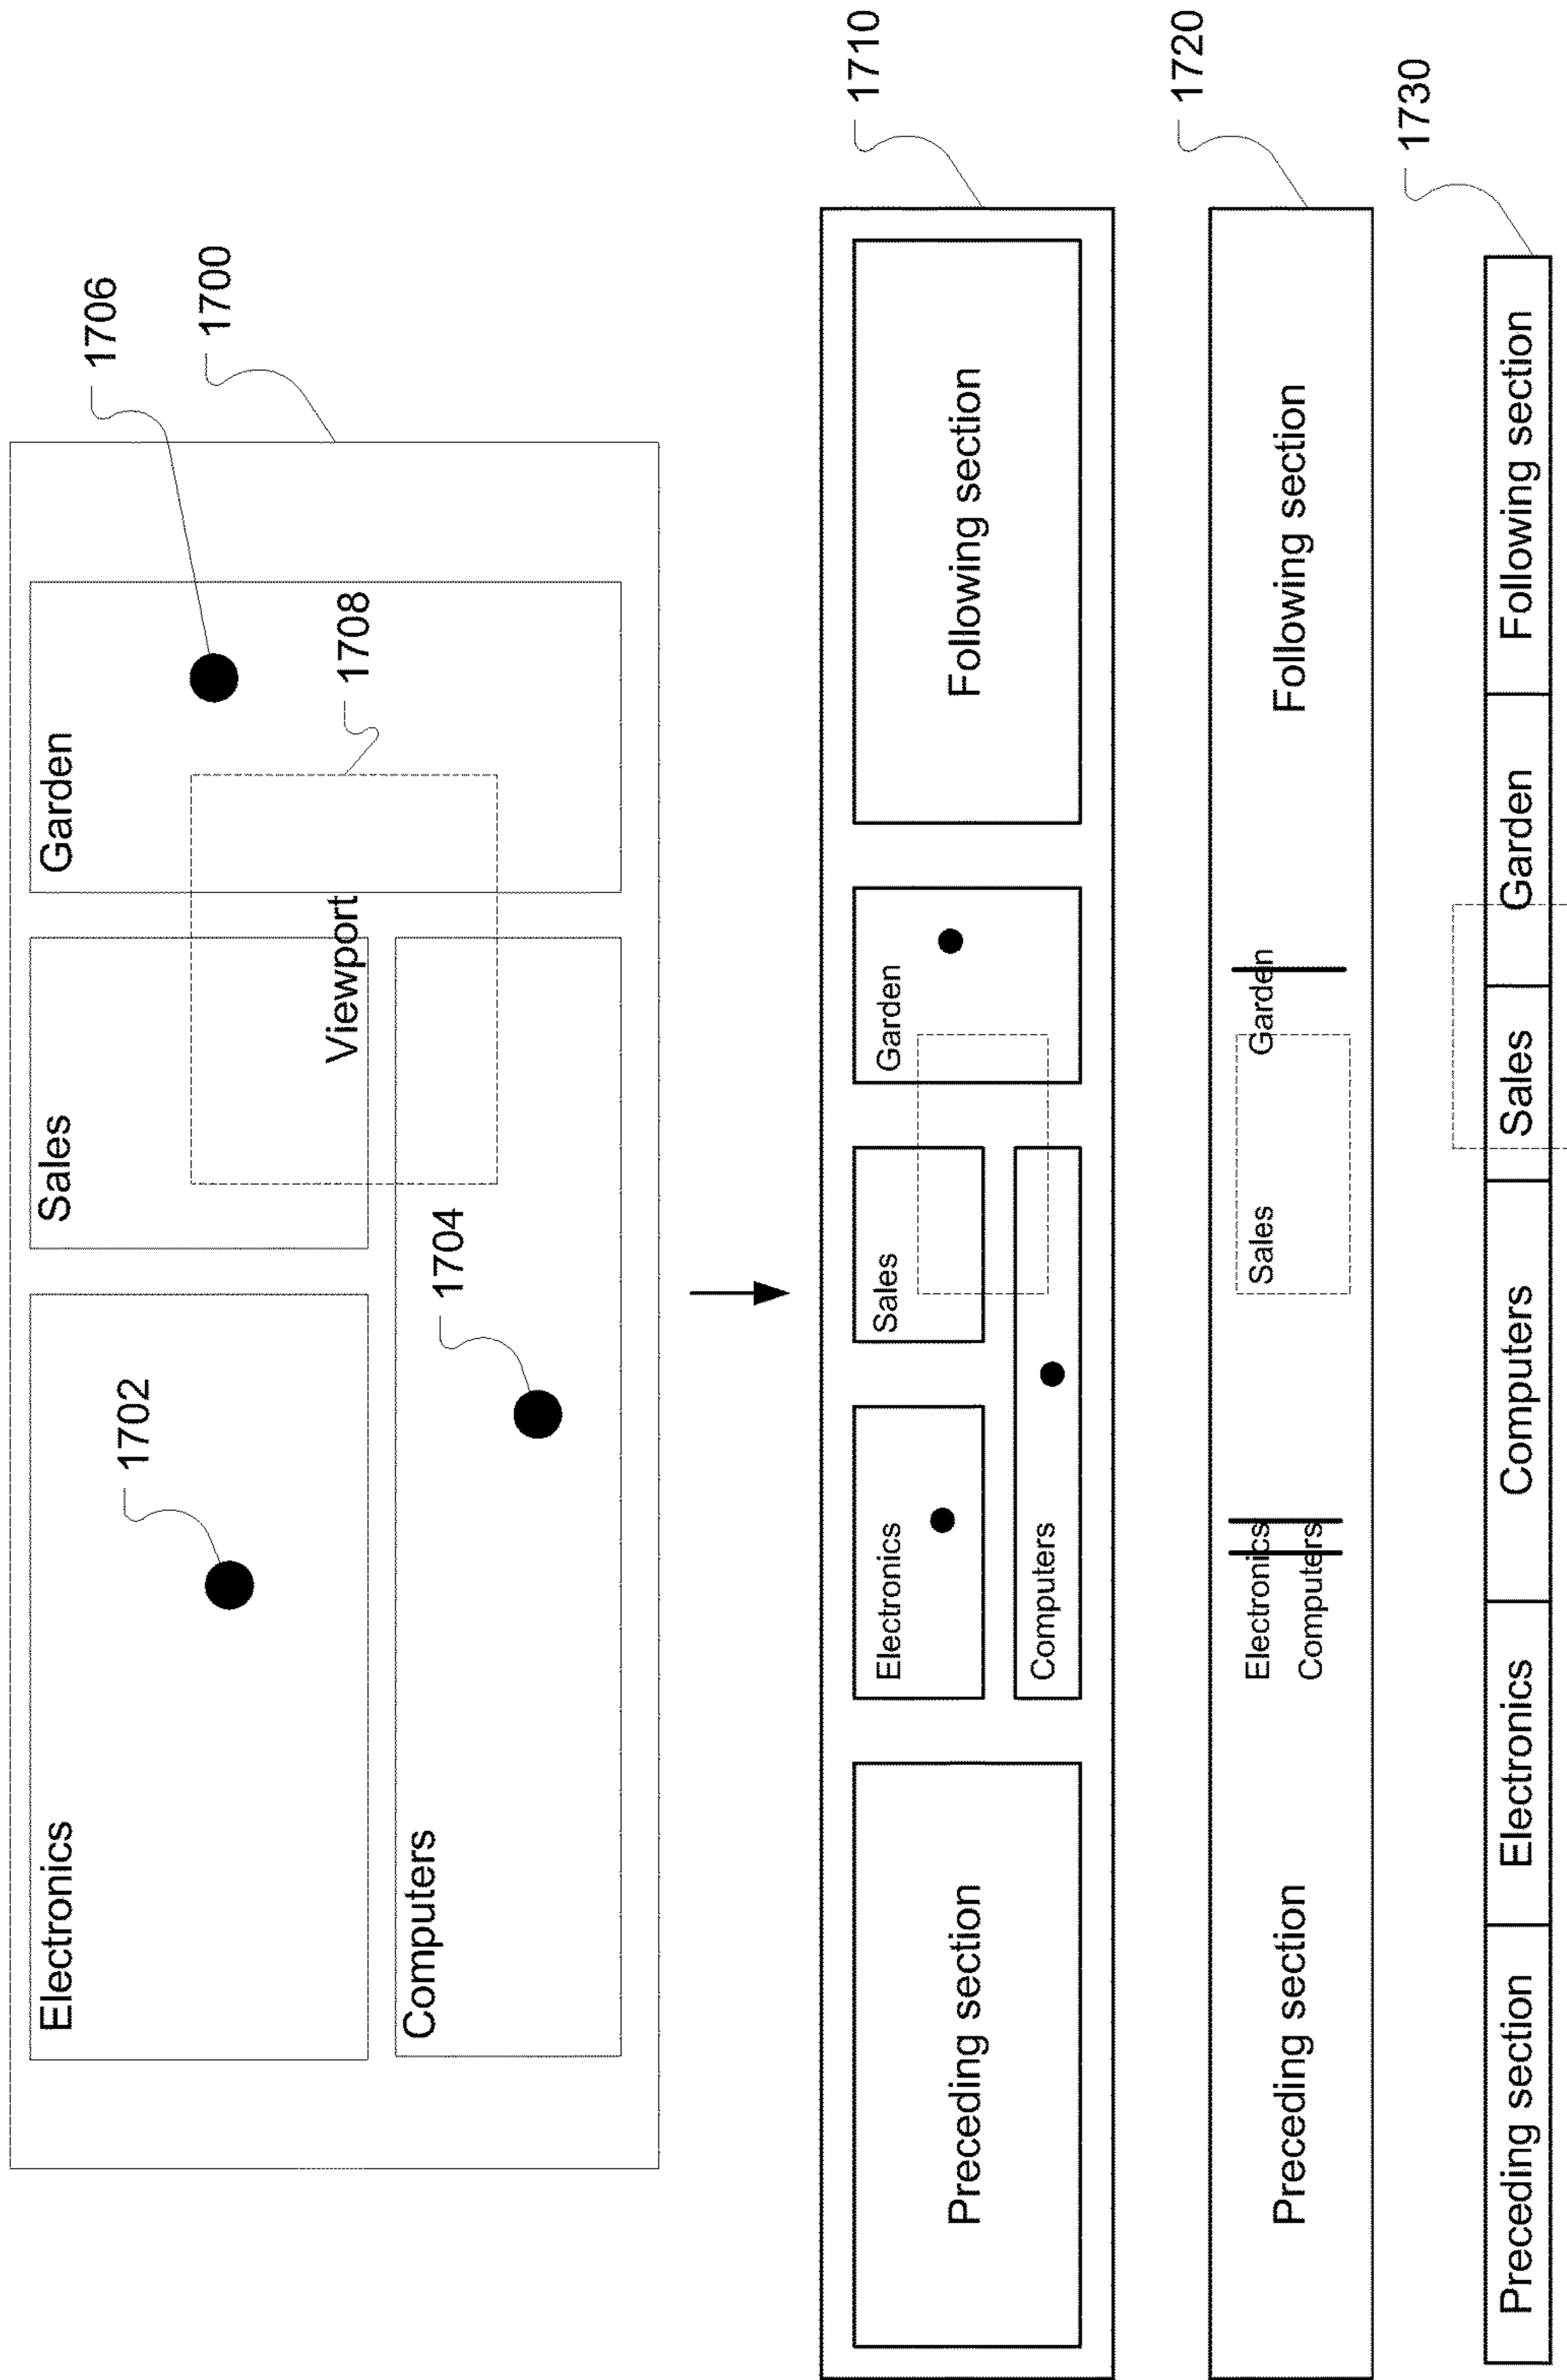 1706
1700
Electronics
Sales
Garden
1702
Viewport
1708
1704
Computers
1710
Electronics
Sales
Garden
Preceding section
Following section
Computers
1720
Electronics
Sales
Garden
Preceding section
Following section
Computers
1730
Preceding section
Electronics
Computers
Sales
Garden
Following section